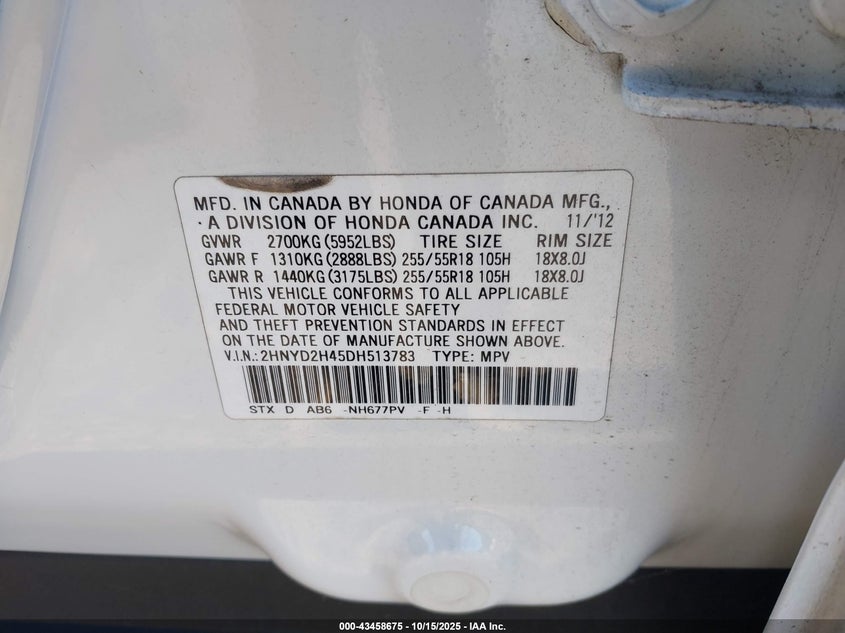 MFD. IN CANADA BY HONDA OF CANADA MFG.,
A DIVISION OF HONDA CANADA INC. 11/'12
GVWR 2700KG (5952LBS) TIRE SIZE RIM SIZE
GAWR F 1310KG (2888LBS) 255/55R18 105H 18X8.0J
GAWR R 1440KG (3175LBS) 255/55R18 105H 18X8.0J
THIS VEHICLE CONFORMS TO ALL APPLICABLE
FEDERAL MOTOR VEHICLE SAFETY
AND THEFT PREVENTION STANDARDS IN EFFECT
ON THE DATE OF MANUFACTURE SHOWN ABOVE.
V.I.N.:2HNYD2H45DH513783 TYPE: MPV
STX D AB6 -NH677PV -F -H
000-43458675 - 10/15/2025 - IAA Inc.